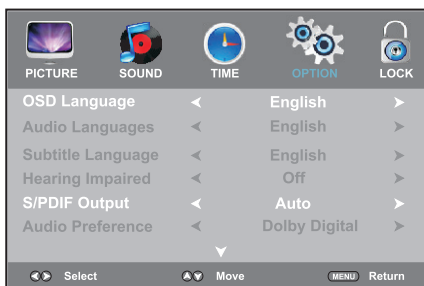 PICTURE SOUND TIME OPTION LOCK
OSD Language English
Audio Languages English
Subtitle Language English
Hearing Impaired Off
S/PDIF Output Auto
Audio Preference Dolby Digital
Select Move MENU Return